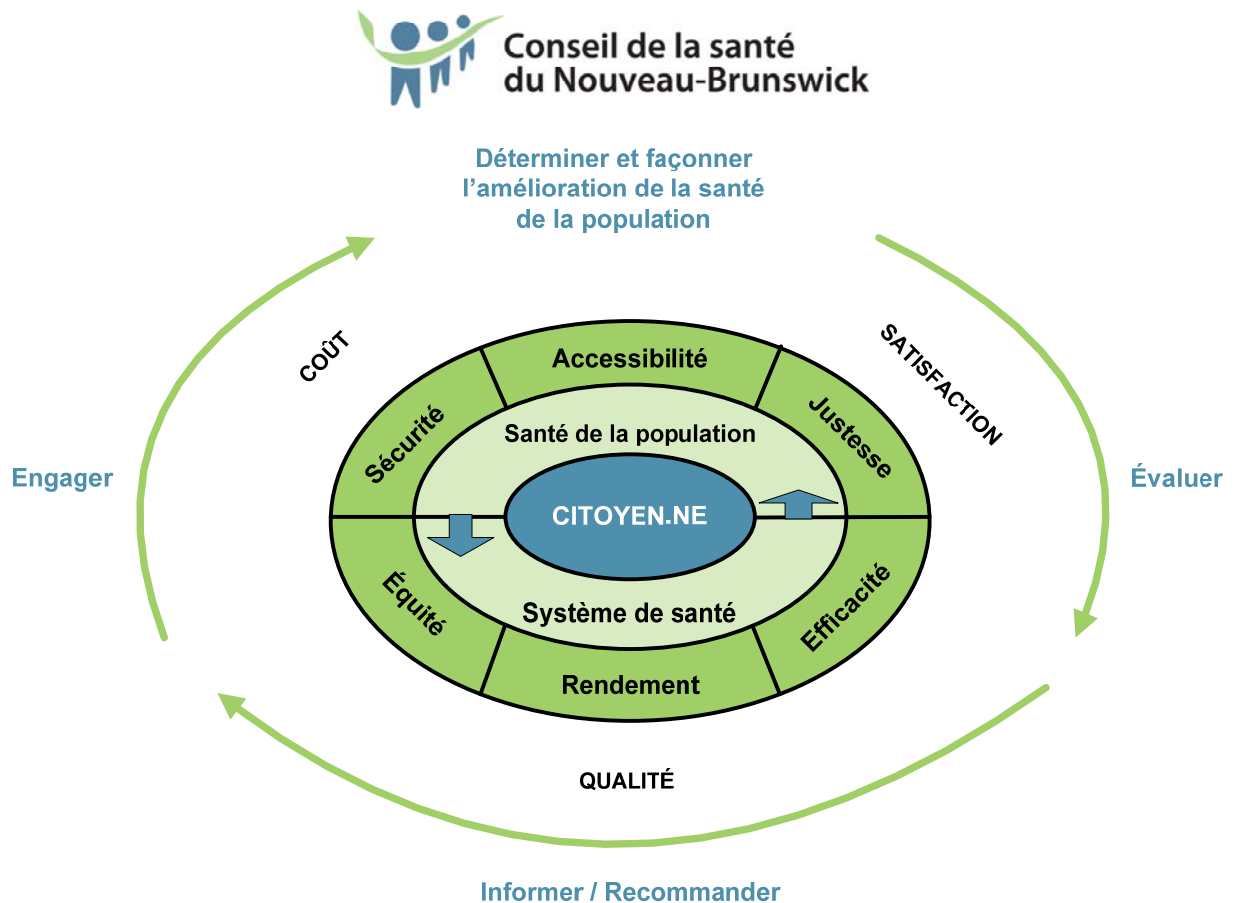 Conseil de la santé
du Nouveau-Brunswick
Déterminer et façonner
l'amélioration de la santé
de la population
COÛT
SATISFACTION
Accessibilité
Sécurité
Justesse
Santé de la population
Engager
CITOYEN.NE
Évaluer
Équité
Système de santé
Efficacité
Rendement
QUALITÉ
Informer / Recommander